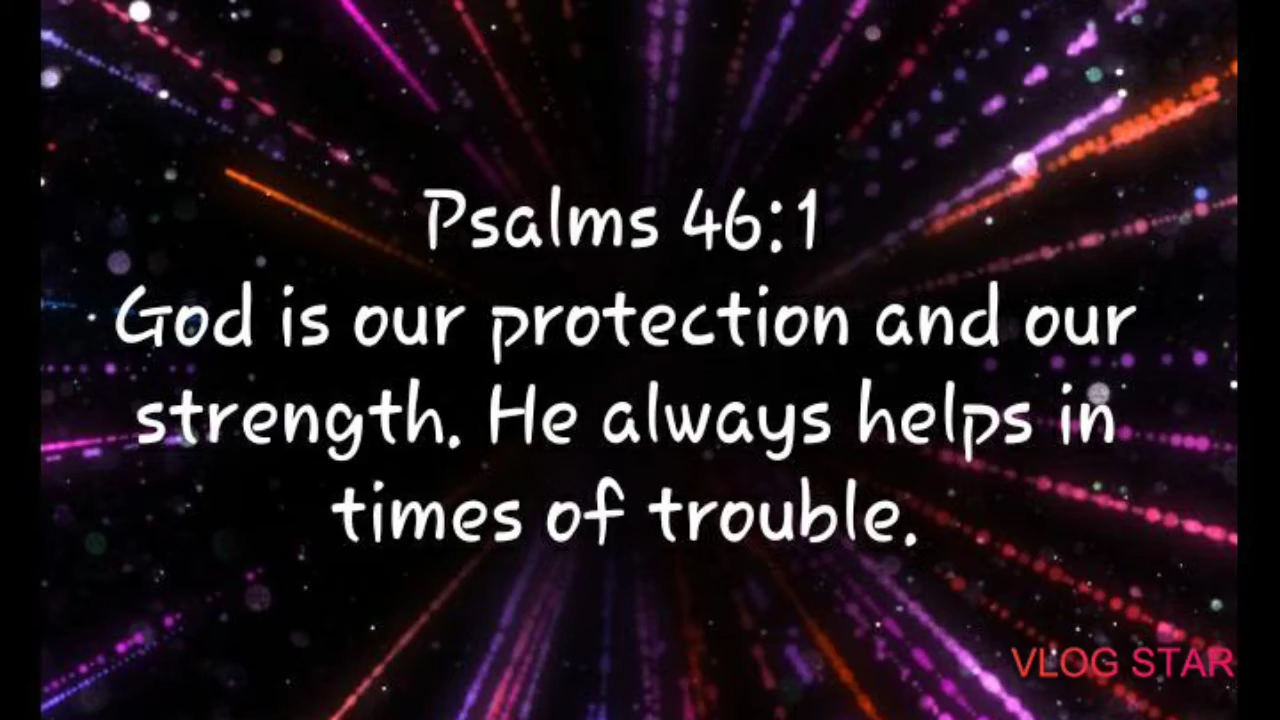 Psalms 46:1
God is our protection and our
strength. He always helps in
times of trouble.
VLOG STAR